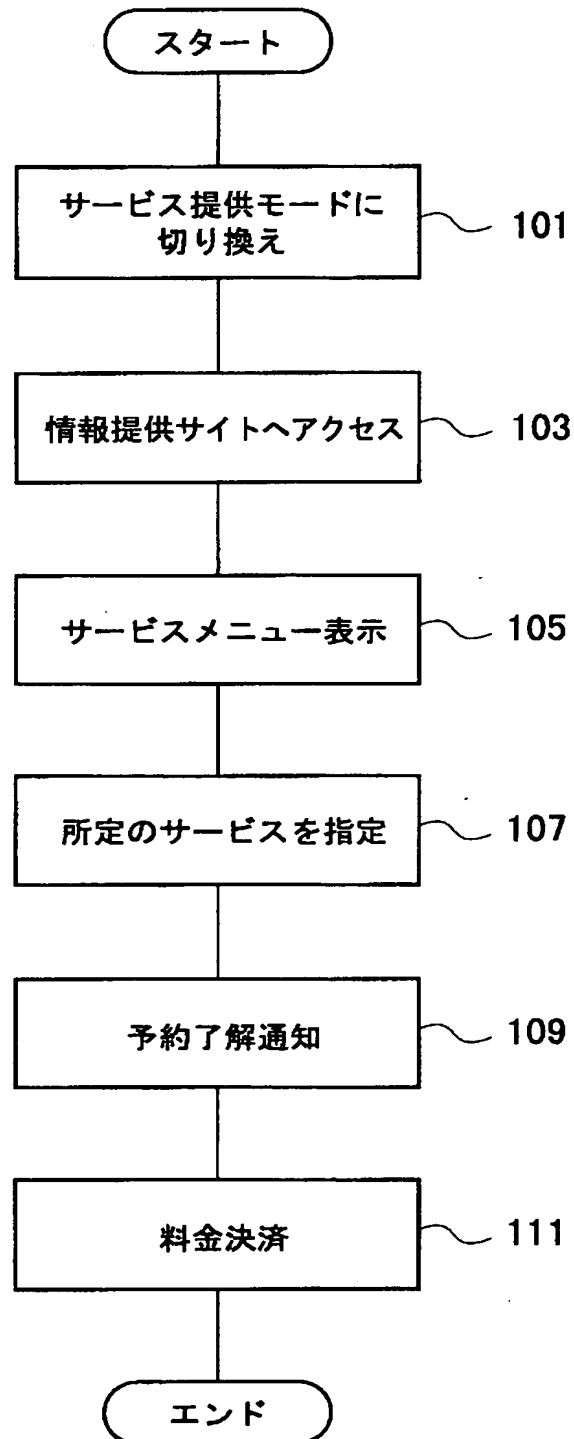 スタート
サービス提供モードに
切り換え
101
情報提供サイトへアクセス
103
サービスメニュー表示
105
所定のサービスを指定
107
予約了解通知
109
料金決済
111
エンド